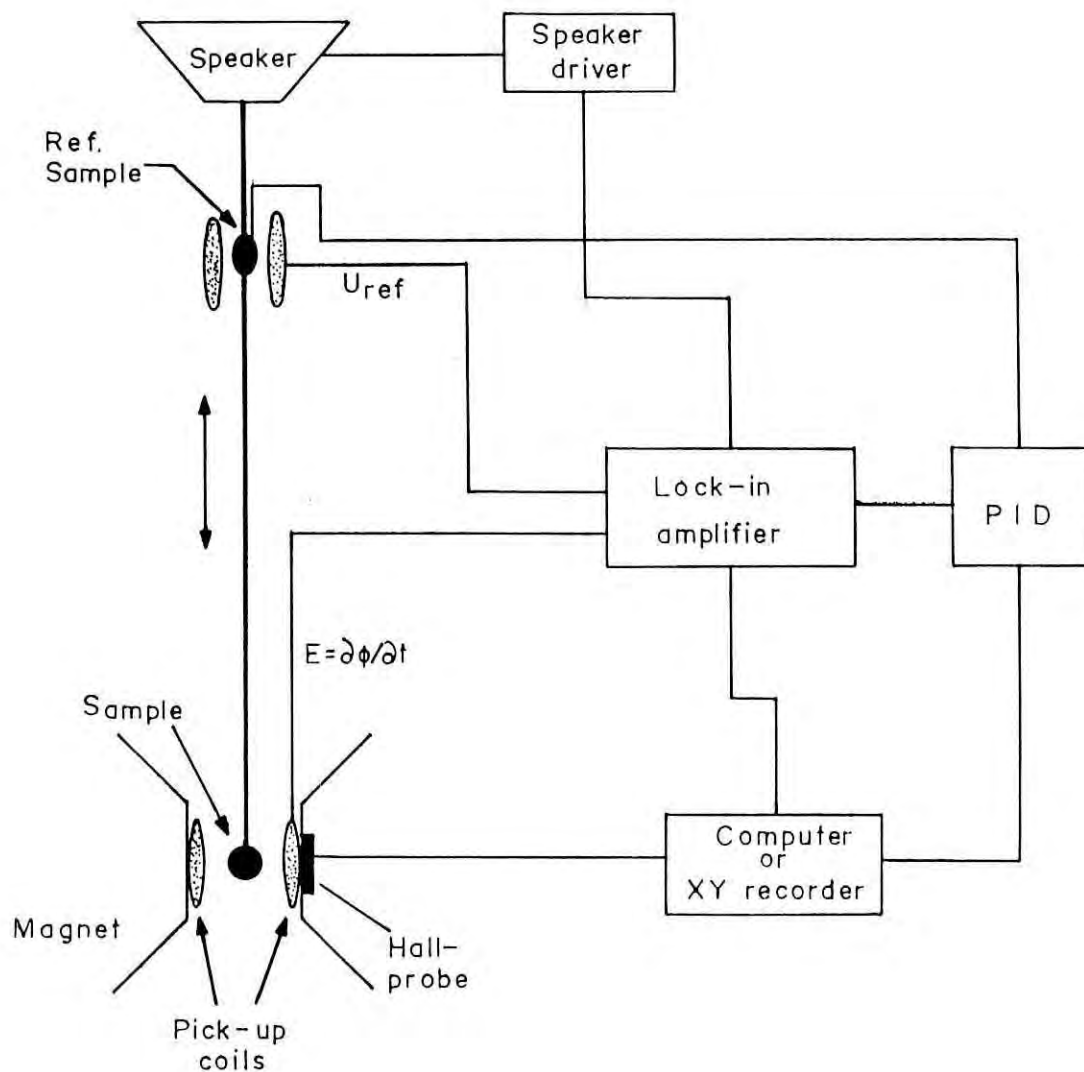 Speaker
Speaker
driver
Ref.
Sample
Uref
Lock-in
amplifier
PID
E=∂ϕ/∂t
Sample
Computer
or
XY recorder
Magnet
Hall-
probe
Pick-up
coils